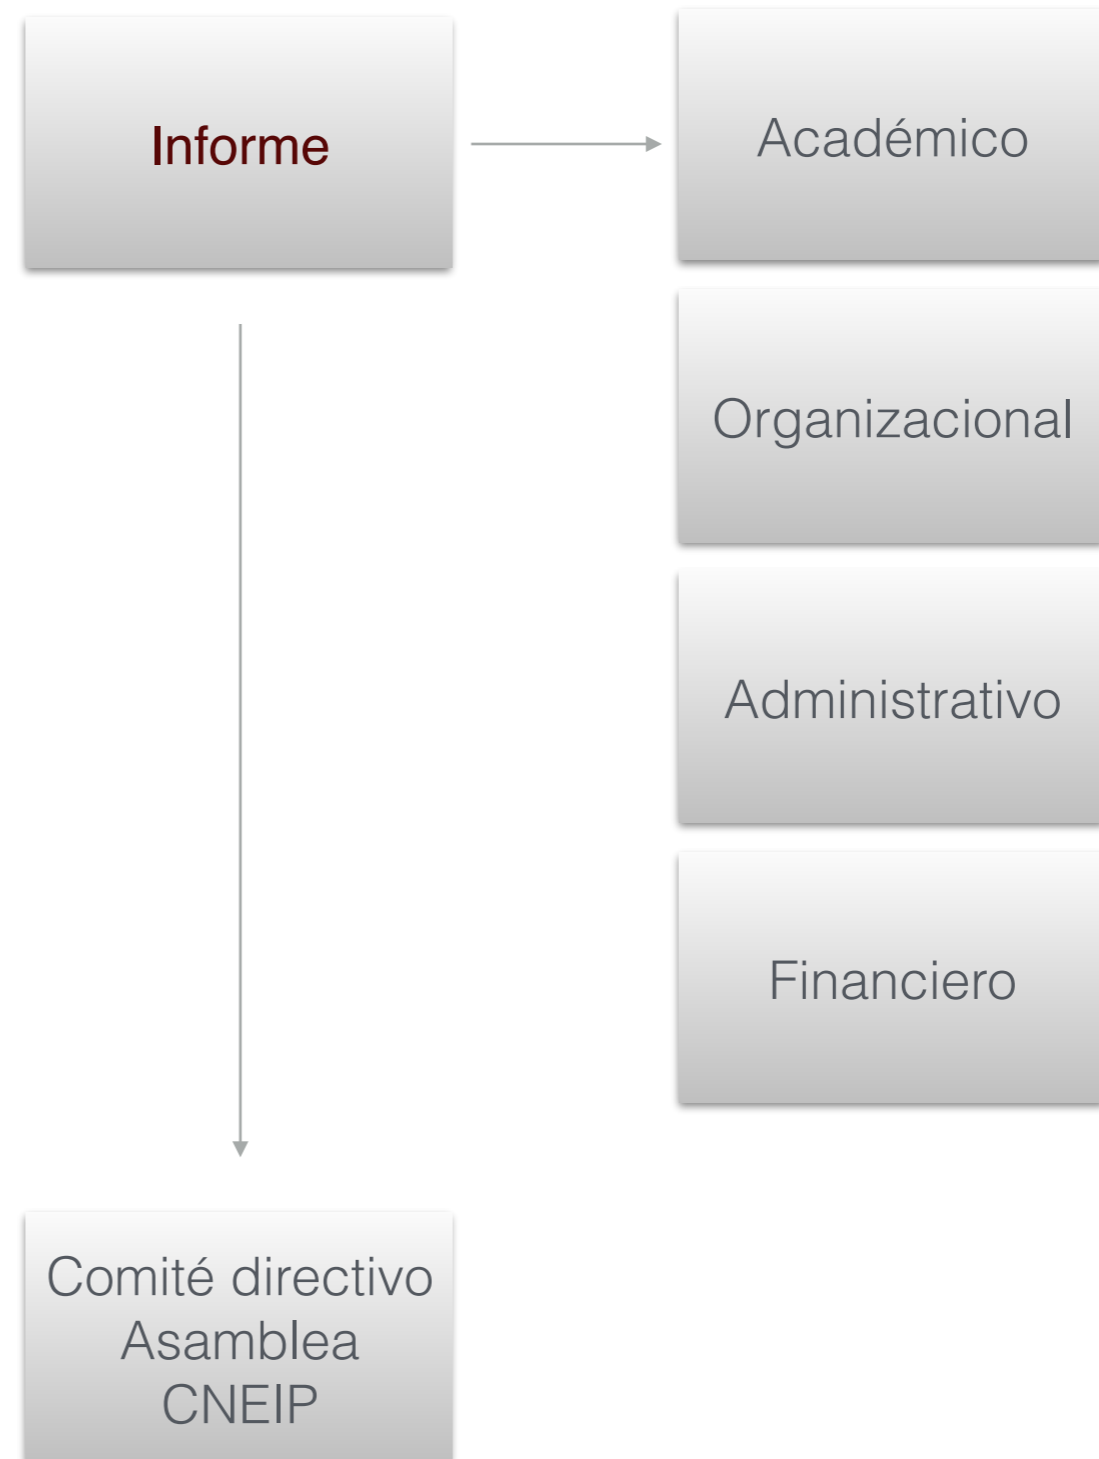 Informe
Académico
Organizacional
Administrativo
Financiero
Comité directivo
Asamblea
CNEIP